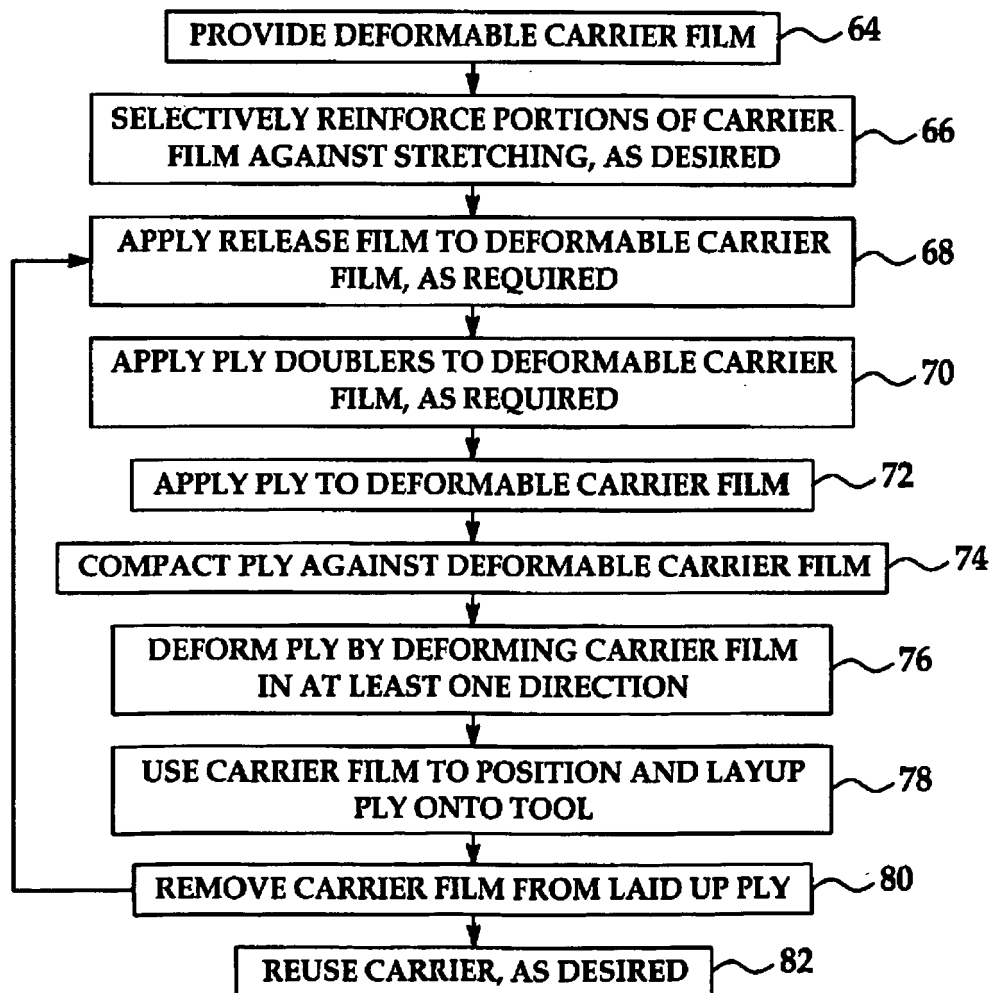 PROVIDE DEFORMABLE CARRIER FILM 64
SELECTIVELY REINFORCE PORTIONS OF CARRIER
FILM AGAINST STRETCHING, AS DESIRED 66
APPLY RELEASE FILM TO DEFORMABLE CARRIER
FILM, AS REQUIRED 68
APPLY PLY DOUBLERS TO DEFORMABLE CARRIER
FILM, AS REQUIRED 70
APPLY PLY TO DEFORMABLE CARRIER FILM 72
COMPACT PLY AGAINST DEFORMABLE CARRIER FILM 74
DEFORM PLY BY DEFORMING CARRIER FILM
IN AT LEAST ONE DIRECTION 76
USE CARRIER FILM TO POSITION AND LAYUP
PLY ONTO TOOL 78
REMOVE CARRIER FILM FROM LAID UP PLY 80
REUSE CARRIER, AS DESIRED 82